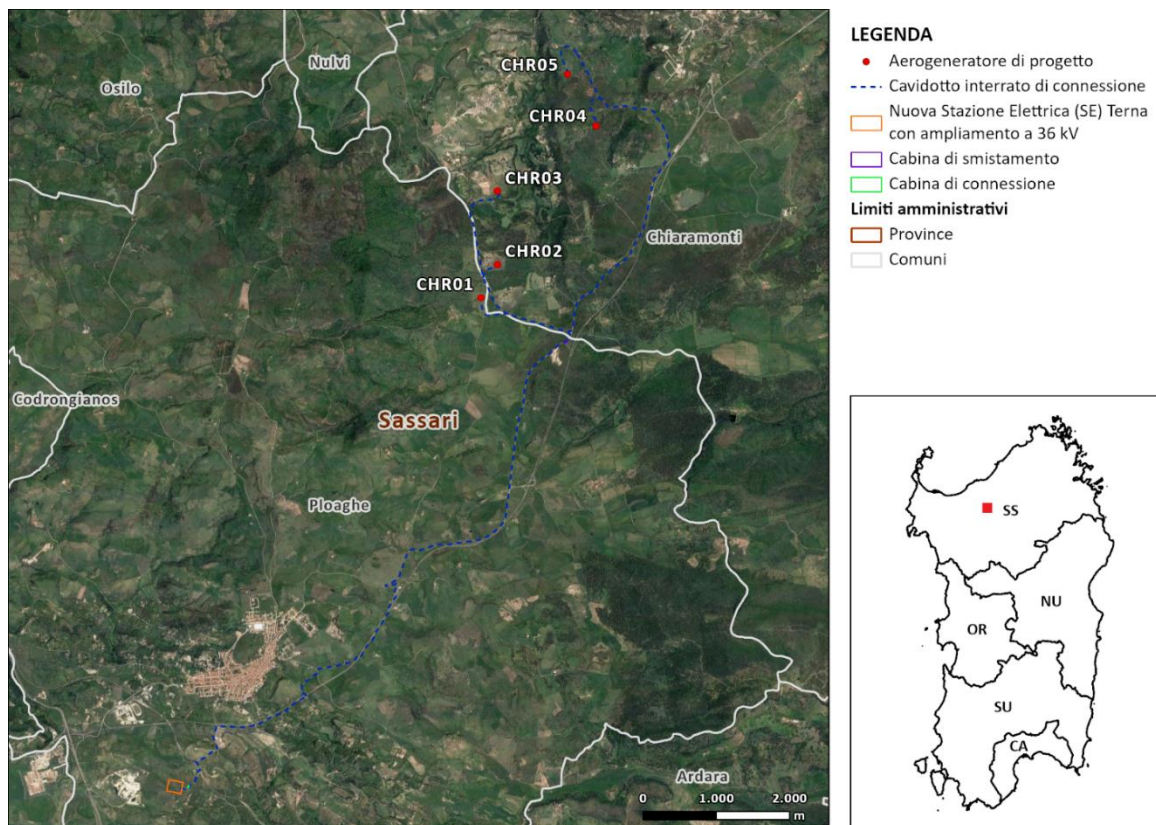 Nulvi
Osilo
CHR05
CHR04
CHR03
Chiaramonti
CHR02
CHR01
Codrongianos
Sassari
Ploaghe
Ardara
0 1.000 2.000
m
LEGENDA
Aerogeneratore di progetto
Cavidotto interrato di connessione
Nuova Stazione Elettrica (SE) Terna
con ampliamento a 36 kV
Cabina di smistamento
Cabina di connessione
Limiti amministrativi
Province
Comuni
SS
NU
OR
SU
CA